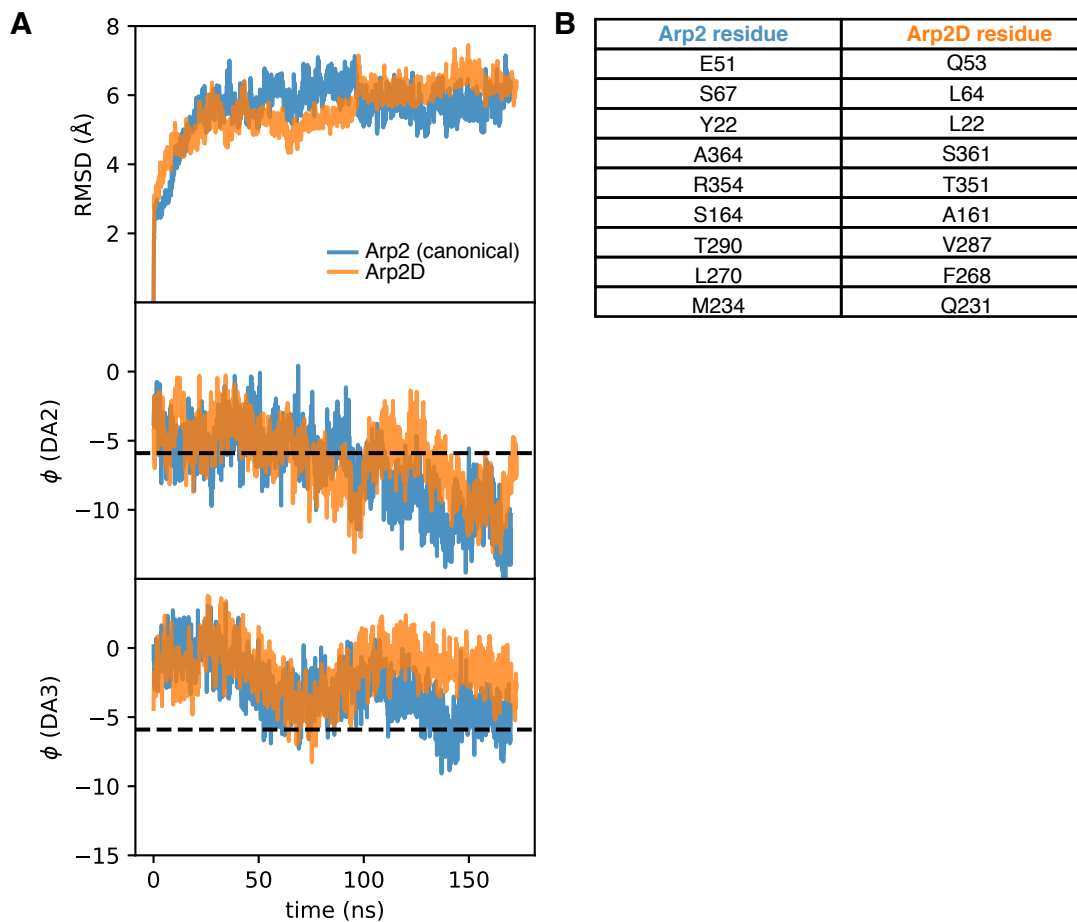 A
8
6
4
2
RMSD (Å)
Arp2 (canonical)
Arp2D
0
−5
−10
ϕ (DA2)
0
−5
−10
−15
ϕ (DA3)
0 50 100 150
time (ns)
B
Arp2 residue Arp2D residue
E51 Q53
S67 L64
Y22 L22
A364 S361
R354 T351
S164 A161
T290 V287
L270 F268
M234 Q231